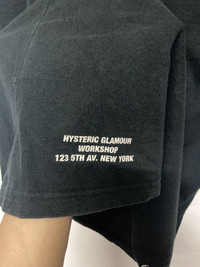 HYSTERIC GLAMOUR
WORKSHOP
123 5TH AV. NEW YORK